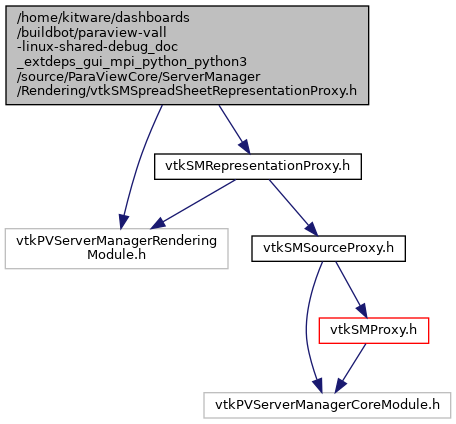 /home/kitware/dashboards
/buildbot/paraview-vall
-linux-shared-debug_doc
_extdeps_gui_mpi_python_python3
/source/ParaViewCore/ServerManager
/Rendering/vtkSMSpreadSheetRepresentationProxy.h
vtkSMRepresentationProxy.h
vtkPVServerManagerRendering
Module.h
vtkSMSourceProxy.h
vtkSMProxy.h
vtkPVServerManagerCoreModule.h